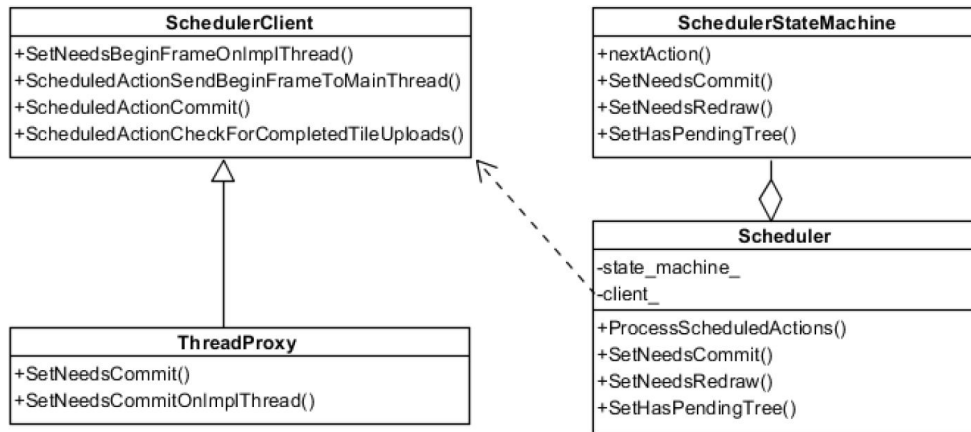 SchedulerClient
+SetNeedsBeginFrameOnImplThread()
+ScheduledActionSendBeginFrameToMainThread()
+ScheduledActionCommit()
+ScheduledActionCheckForCompletedTileUploads()
SchedulerStateMachine
+nextAction()
+SetNeedsCommit()
+SetNeedsRedraw()
+SetHasPendingTree()
Scheduler
-state_machine_
-client_
+ProcessScheduledActions()
+SetNeedsCommit()
+SetNeedsRedraw()
+SetHasPendingTree()
ThreadProxy
+SetNeedsCommit()
+SetNeedsCommitOnImplThread()